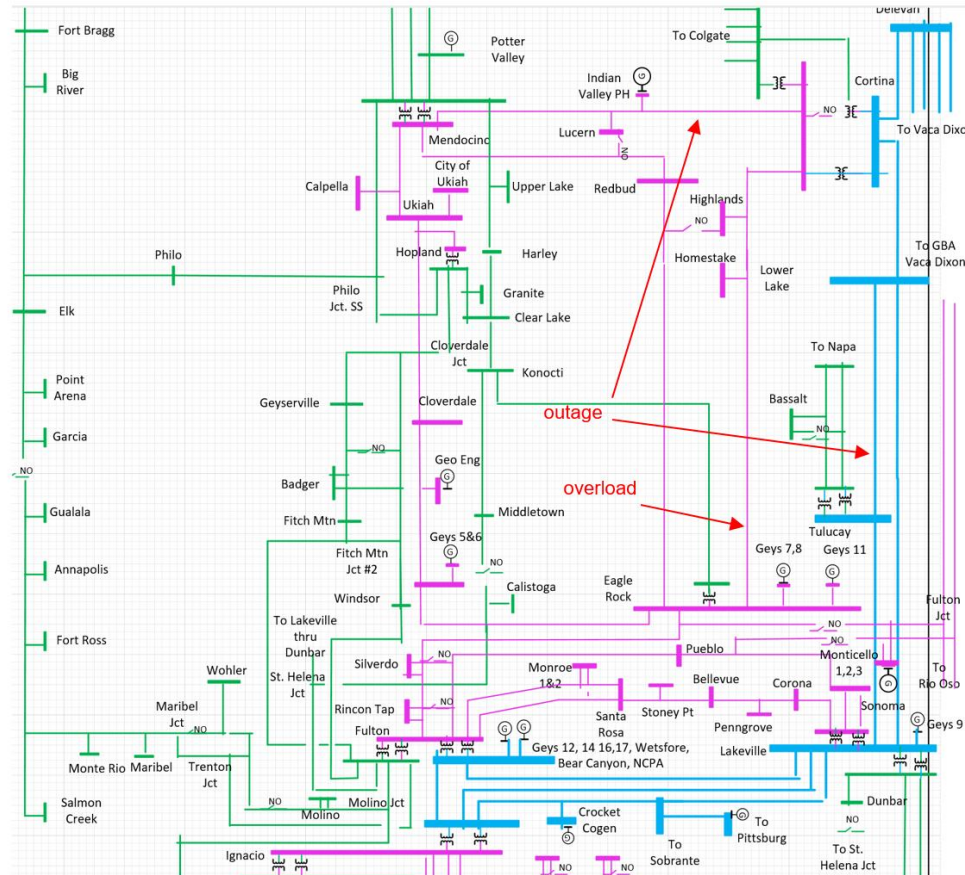 Delevan
Fort Bragg
G
Potter
Valley
To Colgate
Big
River
Indian
Valley PH
G
Cortina
NO
To Vaca Dixon
Lucern
NO
Mendocino
City of
Ukiah
Calpella
Upper Lake
Redbud
Ukiah
Highlands
NO
Hopland
Harley
Homestake
Lower
Lake
To GBA
Vaca Dixon
Philo
Granite
Philo
Jct. SS
Elk
Clear Lake
Cloverdale
Jct
Konocti
To Napa
Point
Arena
Geyserville
Cloverdale
Bassalt
outage
NO
Garcia
NO
NO
Geo Eng
G
overload
Badger
Gualala
Fitch Mtn
Middletown
Tulucay
Geys 5&6
G
Geys 7,8
G
Geys 11
G
Fitch Mtn
Jct #2
NO
Annapolis
Calistoga
Eagle
Rock
Windsor
Fulton
Jct
To Lakeville
thru
Dunbar
NO
Fort Ross
NO
Pueblo
Monticello
1,2,3
To
Rio Oso
St. Helena
Jct
Silverdo
NO
Monroe
1&2
Bellevue
Corona
G
Wohler
Sonoma
Maribel
Jct
Rincon Tap
NO
Stoney Pt
Santa
Rosa
Penngrove
G
Geys 9
NO
Fulton
G
G
Lakeville
Geys 12, 14 16,17, Wetsfore,
Bear Canyon, NCPA
Monte Rio
Maribel
Trenton
Jct
Salmon
Creek
NO
Molino
Molino Jct
Crocket
Cogen
G
G
To
Pittsburg
Dunbar
NO
To
Sobrante
To St.
Helena Jct
Ignacio
NO
NO